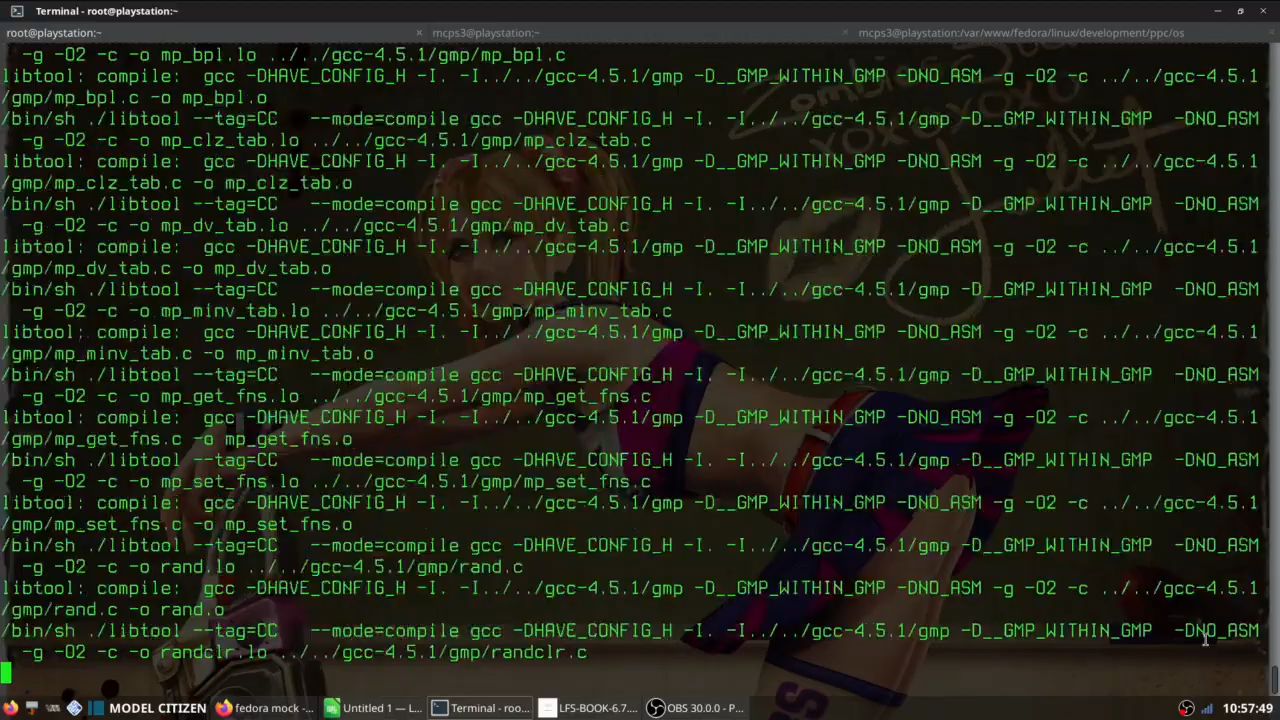 Terminal - root@playstation:~
root@playstation:~ × mcps3@playstation:~ × mcps3@playstation:/var/www/fedora/linux/development/ppc/os
-g -O2 -c -o mp_bpl.lo ../../gcc-4.5.1/gmp/mp_bpl.c
libtool: compile:  gcc -DHAVE_CONFIG_H -I. -I../../gcc-4.5.1/gmp -D__GMP_WITHIN_GMP -DNO_ASM -g -O2 -c ../../gcc-4.5.1
/gmp/mp_bpl.c -o mp_bpl.o
/bin/sh ./libtool --tag=CC   --mode=compile gcc -DHAVE_CONFIG_H -I. -I../../gcc-4.5.1/gmp -D__GMP_WITHIN_GMP  -DNO_ASM
-g -O2 -c -o mp_clz_tab.lo ../../gcc-4.5.1/gmp/mp_clz_tab.c
libtool: compile:  gcc -DHAVE_CONFIG_H -I. -I../../gcc-4.5.1/gmp -D__GMP_WITHIN_GMP -DNO_ASM -g -O2 -c ../../gcc-4.5.1
/gmp/mp_clz_tab.c -o mp_clz_tab.o
/bin/sh ./libtool --tag=CC   --mode=compile gcc -DHAVE_CONFIG_H -I. -I../../gcc-4.5.1/gmp -D__GMP_WITHIN_GMP  -DNO_ASM
-g -O2 -c -o mp_dv_tab.lo ../../gcc-4.5.1/gmp/mp_dv_tab.c
libtool: compile:  gcc -DHAVE_CONFIG_H -I. -I../../gcc-4.5.1/gmp -D__GMP_WITHIN_GMP -DNO_ASM -g -O2 -c ../../gcc-4.5.1
/gmp/mp_dv_tab.c -o mp_dv_tab.o
/bin/sh ./libtool --tag=CC   --mode=compile gcc -DHAVE_CONFIG_H -I. -I../../gcc-4.5.1/gmp -D__GMP_WITHIN_GMP  -DNO_ASM
-g -O2 -c -o mp_minv_tab.lo ../../gcc-4.5.1/gmp/mp_minv_tab.c
libtool: compile:  gcc -DHAVE_CONFIG_H -I. -I../../gcc-4.5.1/gmp -D__GMP_WITHIN_GMP -DNO_ASM -g -O2 -c ../../gcc-4.5.1
/gmp/mp_minv_tab.c -o mp_minv_tab.o
/bin/sh ./libtool --tag=CC   --mode=compile gcc -DHAVE_CONFIG_H -I. -I../../gcc-4.5.1/gmp -D__GMP_WITHIN_GMP  -DNO_ASM
-g -O2 -c -o mp_get_fns.lo ../../gcc-4.5.1/gmp/mp_get_fns.c
libtool: compile:  gcc -DHAVE_CONFIG_H -I. -I../../gcc-4.5.1/gmp -D__GMP_WITHIN_GMP -DNO_ASM -g -O2 -c ../../gcc-4.5.1
/gmp/mp_get_fns.c -o mp_get_fns.o
/bin/sh ./libtool --tag=CC   --mode=compile gcc -DHAVE_CONFIG_H -I. -I../../gcc-4.5.1/gmp -D__GMP_WITHIN_GMP  -DNO_ASM
-g -O2 -c -o mp_set_fns.lo ../../gcc-4.5.1/gmp/mp_set_fns.c
libtool: compile:  gcc -DHAVE_CONFIG_H -I. -I../../gcc-4.5.1/gmp -D__GMP_WITHIN_GMP -DNO_ASM -g -O2 -c ../../gcc-4.5.1
/gmp/mp_set_fns.c -o mp_set_fns.o
/bin/sh ./libtool --tag=CC   --mode=compile gcc -DHAVE_CONFIG_H -I. -I../../gcc-4.5.1/gmp -D__GMP_WITHIN_GMP  -DNO_ASM
-g -O2 -c -o rand.lo ../../gcc-4.5.1/gmp/rand.c
libtool: compile:  gcc -DHAVE_CONFIG_H -I. -I../../gcc-4.5.1/gmp -D__GMP_WITHIN_GMP -DNO_ASM -g -O2 -c ../../gcc-4.5.1
/gmp/rand.c -o rand.o
/bin/sh ./libtool --tag=CC   --mode=compile gcc -DHAVE_CONFIG_H -I. -I../../gcc-4.5.1/gmp -D__GMP_WITHIN_GMP  -DNO_ASM
-g -O2 -c -o randclr.lo ../../gcc-4.5.1/gmp/randclr.c
MODEL CITIZEN fedora mock -... Untitled 1 — L... Terminal - roo... LFS-BOOK-6.7.... OBS 30.0.0 - P... 10:57:49